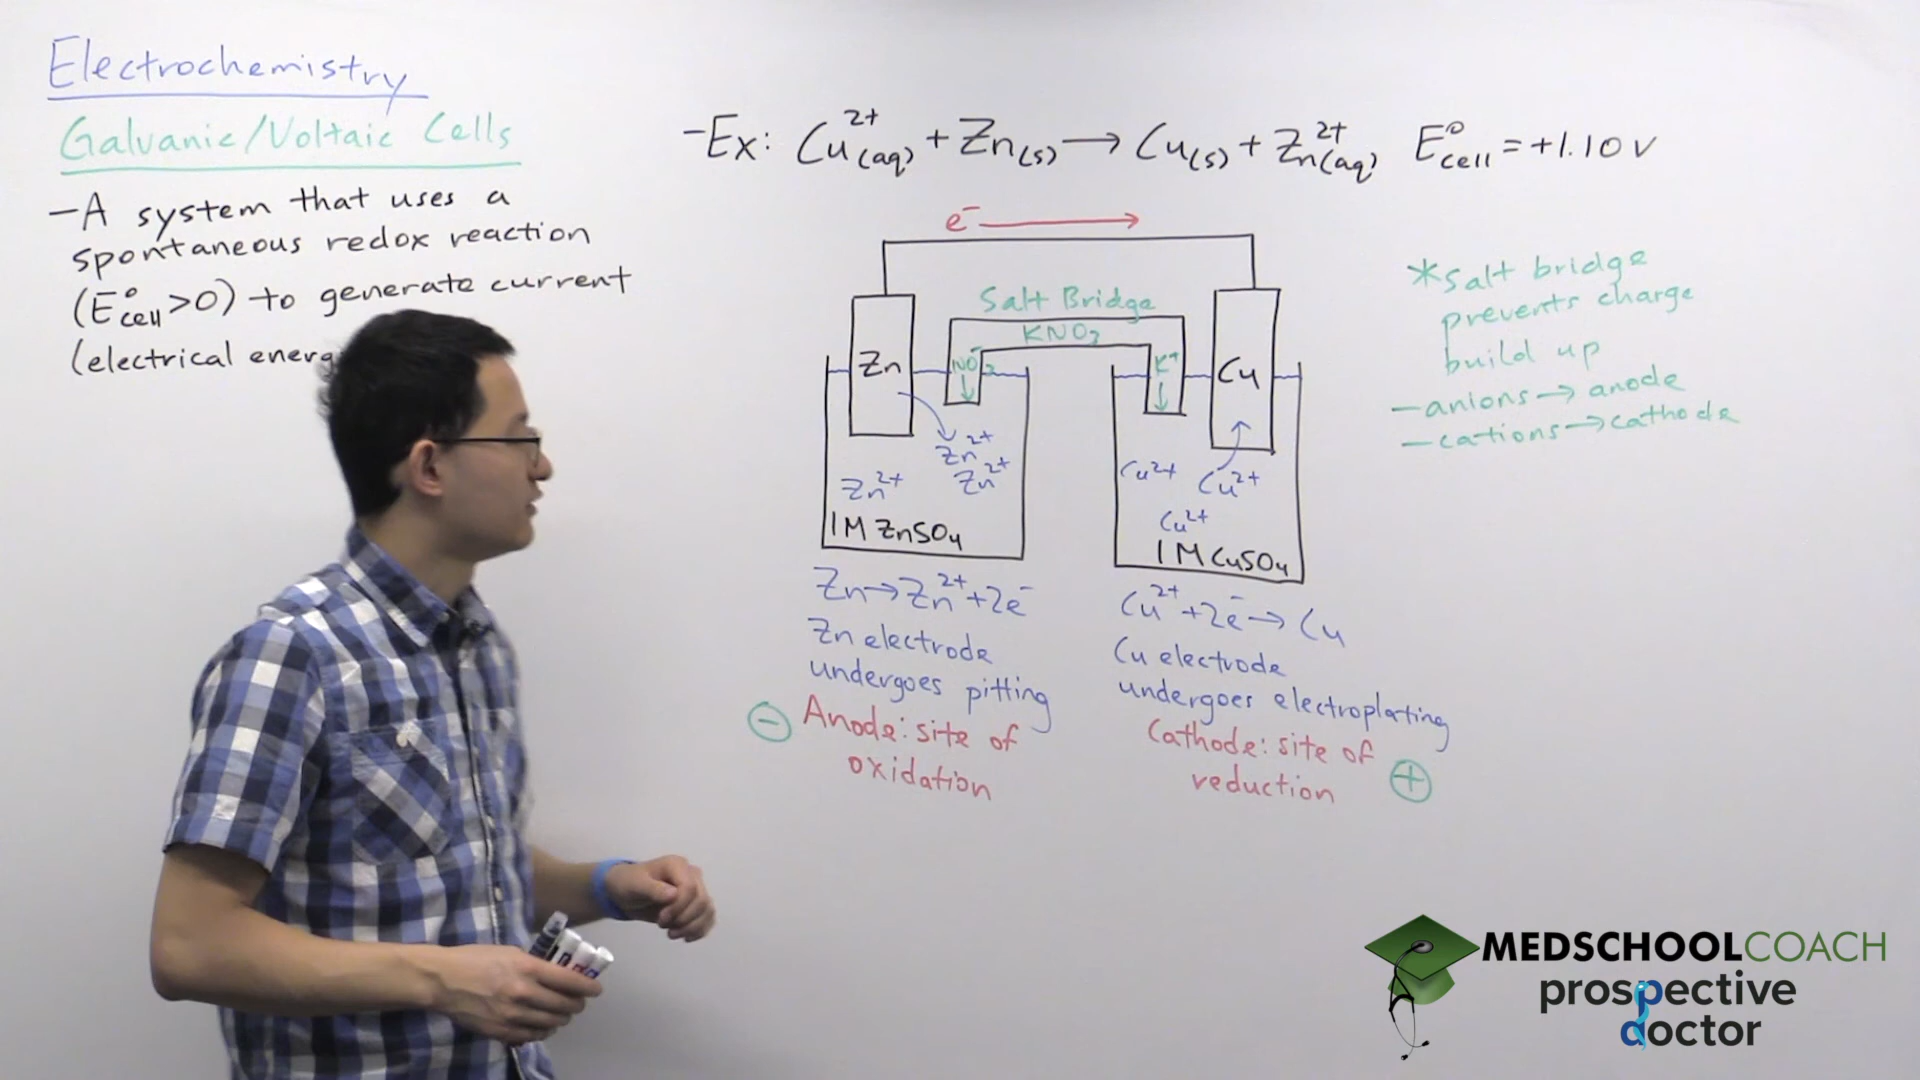 Electrochemistry
Galvanic/Voltaic Cells
-A system that uses a
spontaneous redox reaction
(E°cell>0) to generate current
(electrical energ
-Ex: Cu²⁺(aq) + Zn(s) → Cu(s) + Zn²⁺(aq) E°cell = +1.10 V
e⁻ →
Salt Bridge
KNO₃
Zn
NO₃⁻ ↓
K⁺ ↓
Cu
Zn²⁺
Zn²⁺
Zn²⁺
1M ZnSO₄
Cu²⁺ Cu²⁺
Cu²⁺
1M CuSO₄
Zn→Zn²⁺+2e⁻
Zn electrode
undergoes pitting
⊖ Anode: site of
oxidation
Cu²⁺+2e⁻→Cu
Cu electrode
undergoes electroplating
Cathode: site of
reduction ⊕
*Salt bridge
prevents charge
build up
-anions→anode
-cations→cathode
MEDSCHOOLCOACH
prospective
doctor